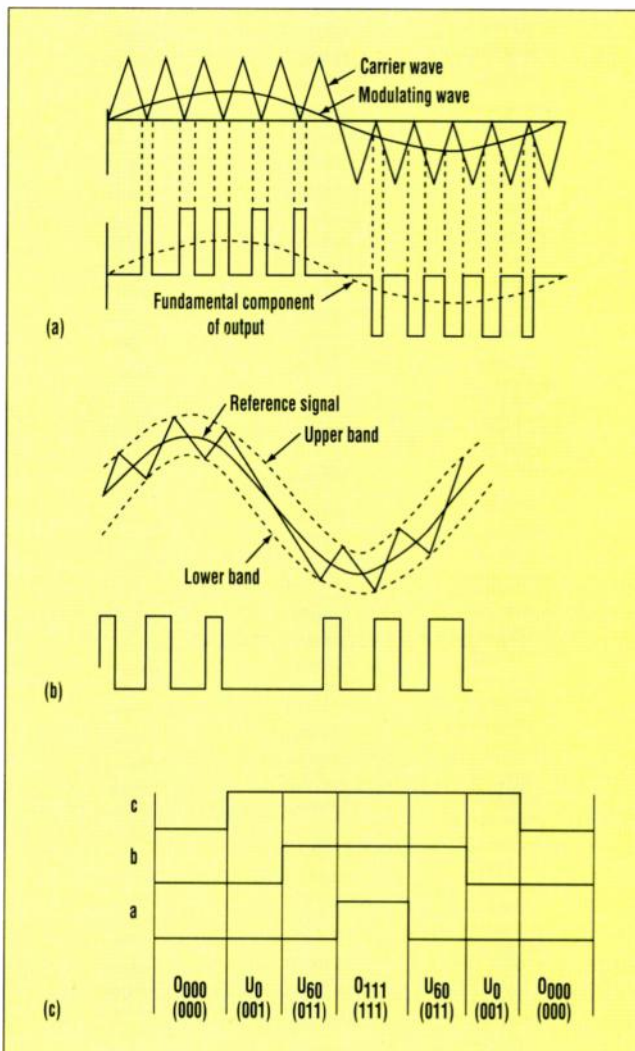 Carrier wave
Modulating wave
Fundamental component
of output
(a)
Reference signal
Upper band
Lower band
(b)
c
b
a
O000 U0 U60 O111 U60 U0 O000
(000) (001) (011) (111) (011) (001) (000)
(c)